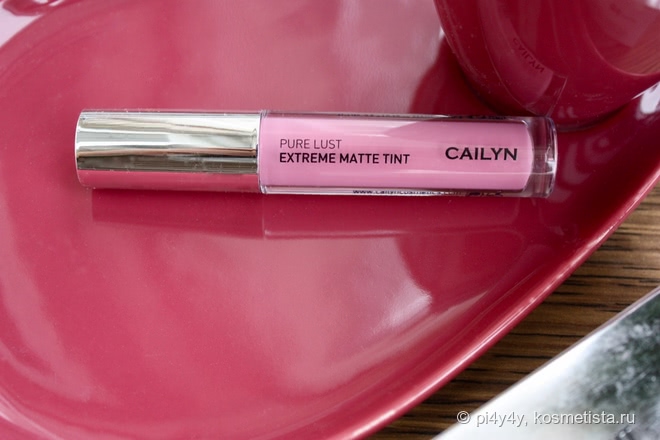 PURE LUST
EXTREME MATTE TINT
CAILYN
© pi4y4y, kosmetista.ru